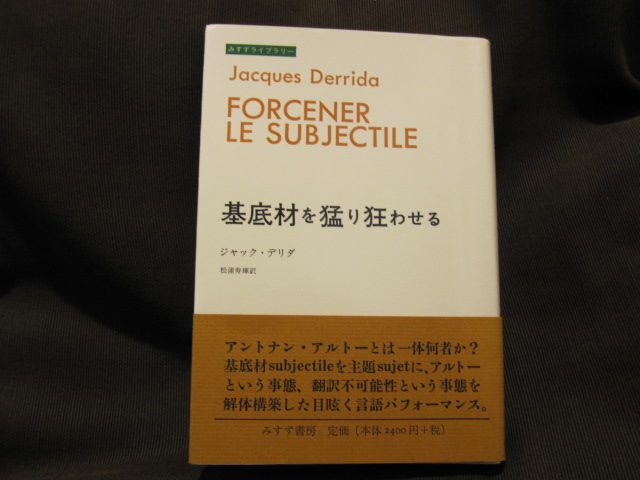 みすずライブラリー
Jacques Derrida
FORCENER
LE SUBJECTILE
基底材を猛り狂わせる
ジャック・デリダ
松浦寿輝訳
アントナン・アルトーとは一体何者か?
基底材subjectileを主題sujetに、アルトー
という事態、翻訳不可能性という事態を
解体構築した目眩く言語パフォーマンス。
みすず書房 定価(本体2400円+税)